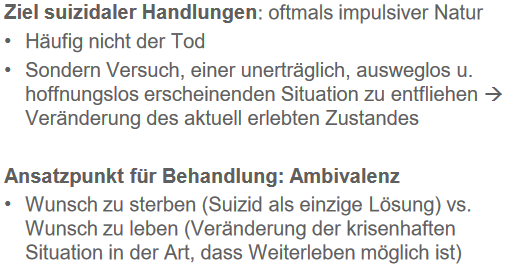 Ziel suizidaler Handlungen: oftmals impulsiver Natur
• Häufig nicht der Tod
• Sondern Versuch, einer unerträglich, ausweglos u.
hoffnungslos erscheinenden Situation zu entfliehen →
Veränderung des aktuell erlebten Zustandes
Ansatzpunkt für Behandlung: Ambivalenz
• Wunsch zu sterben (Suizid als einzige Lösung) vs.
Wunsch zu leben (Veränderung der krisenhaften
Situation in der Art, dass Weiterleben möglich ist)